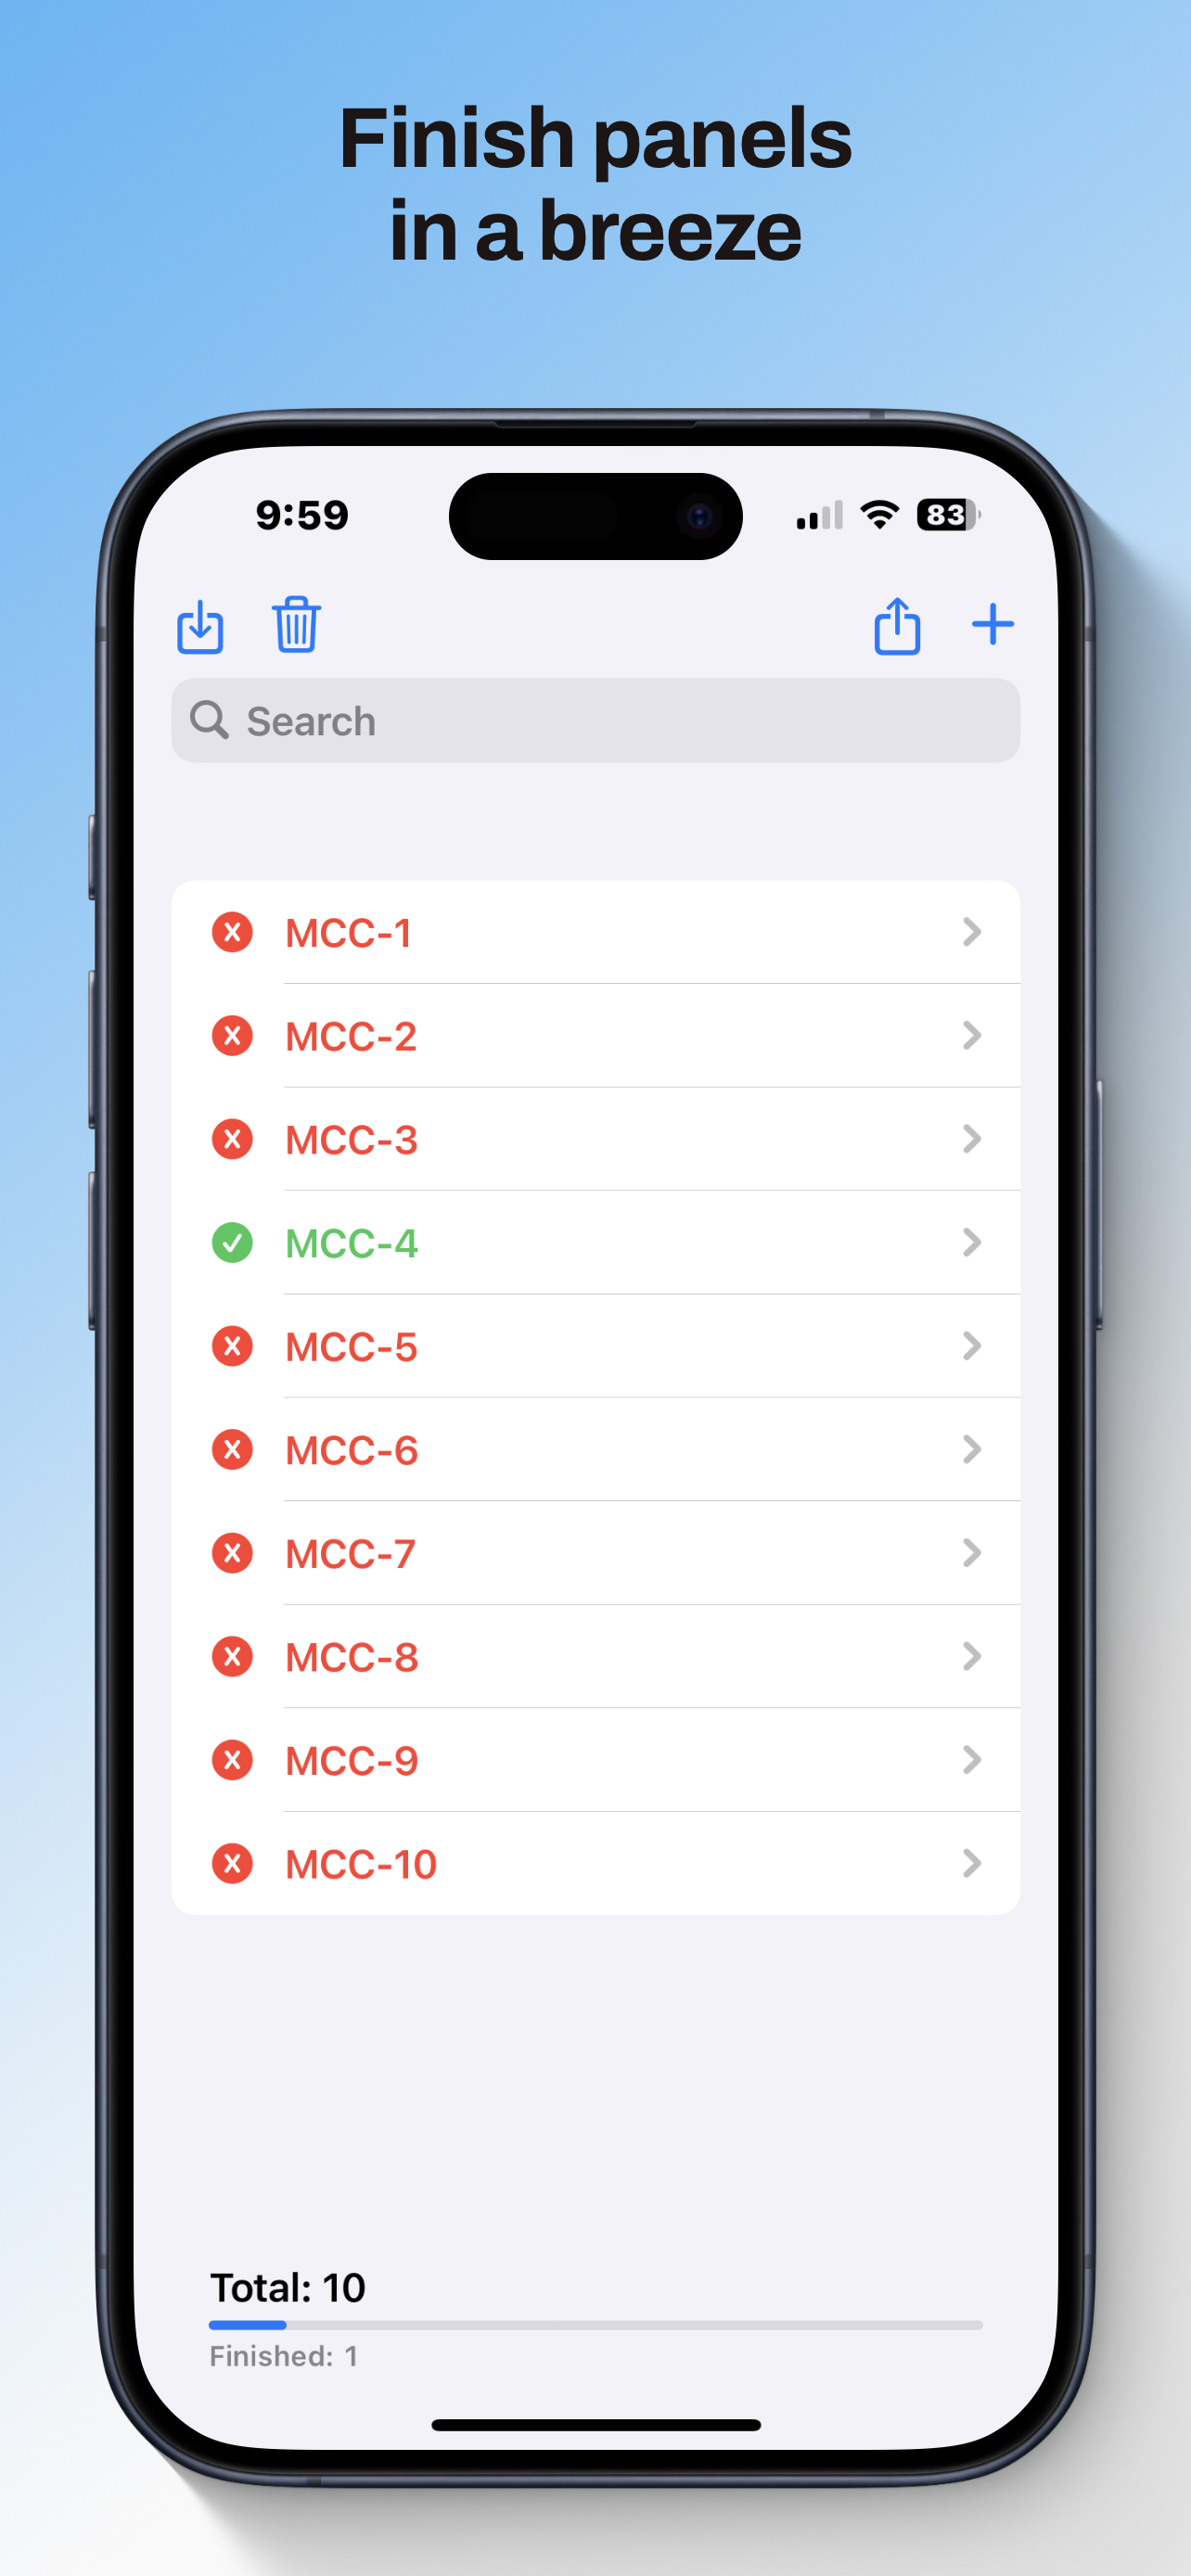 Finish panels
in a breeze
9:59
83
Search
MCC-1
MCC-2
MCC-3
MCC-4
MCC-5
MCC-6
MCC-7
MCC-8
MCC-9
MCC-10
Total: 10
Finished: 1